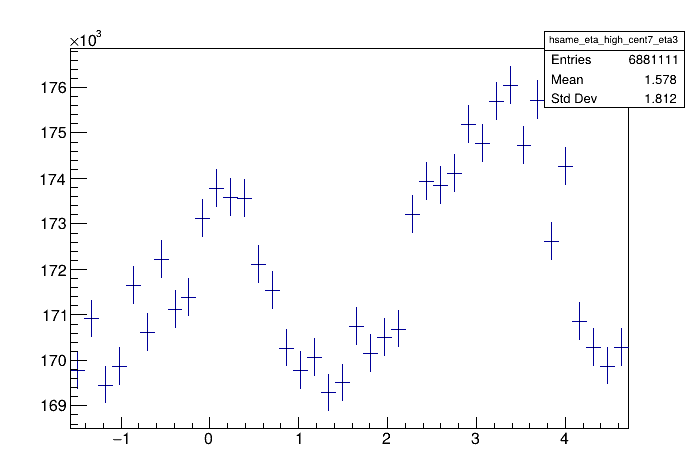 ×10³
hsame_eta_high_cent7_eta3
Entries 6881111
Mean 1.578
Std Dev 1.812
176
175
174
173
172
171
170
169
−1 0 1 2 3 4